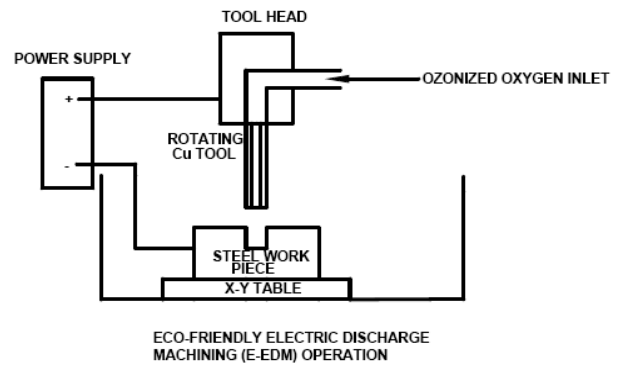 TOOL HEAD
POWER SUPPLY
+
OZONIZED OXYGEN INLET
ROTATING
Cu TOOL
-
STEEL WORK
PIECE
X-Y TABLE
ECO-FRIENDLY ELECTRIC DISCHARGE
MACHINING (E-EDM) OPERATION